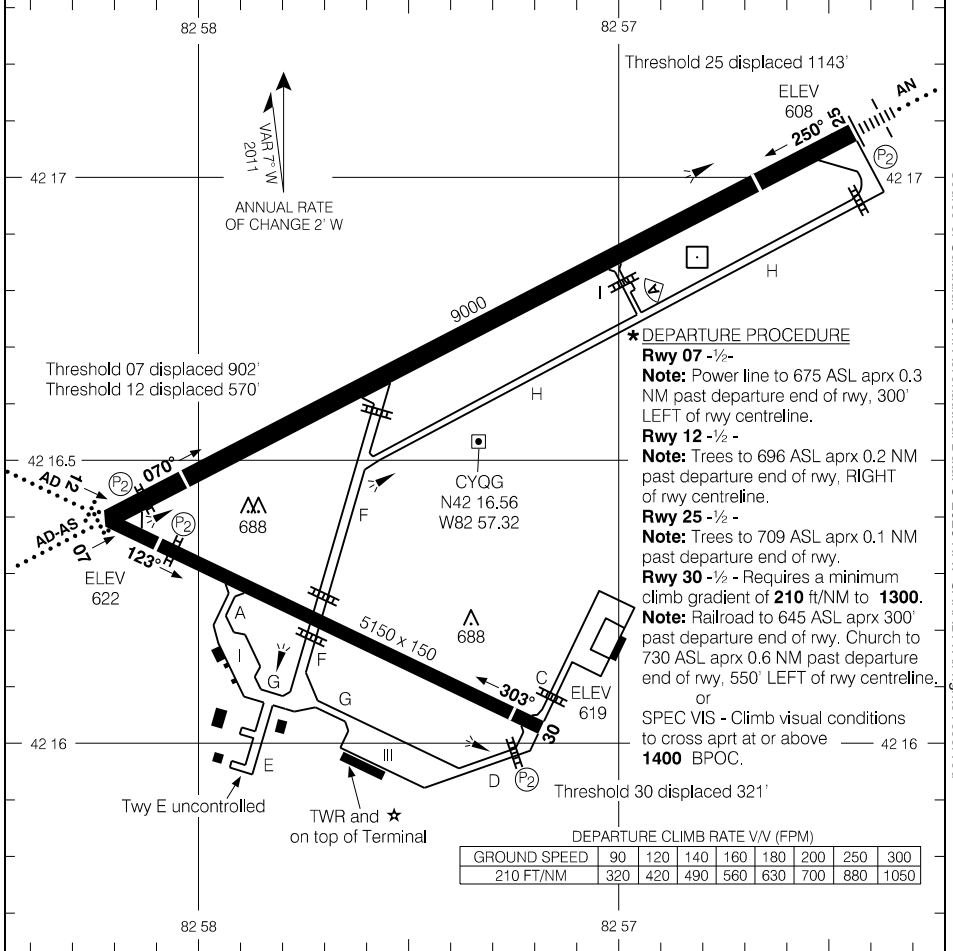 82 58
82 57
Threshold 25 displaced 1143'
ELEV
608
AN
25
250°
P2
VAR 7° W
2011
42 17
42 17
ANNUAL RATE
OF CHANGE 2' W
H
I
A
9000
Threshold 07 displaced 902'
Threshold 12 displaced 570'
H
* DEPARTURE PROCEDURE
Rwy 07 -½-
Note: Power line to 675 ASL aprx 0.3
NM past departure end of rwy, 300'
LEFT of rwy centreline.
Rwy 12 -½ -
Note: Trees to 696 ASL aprx 0.2 NM
past departure end of rwy, RIGHT
of rwy centreline.
Rwy 25 -½ -
Note: Trees to 709 ASL aprx 0.1 NM
past departure end of rwy.
Rwy 30 -½ - Requires a minimum
climb gradient of 210 ft/NM to 1300.
Note: Railroad to 645 ASL aprx 300'
past departure end of rwy. Church to
730 ASL aprx 0.6 NM past departure
end of rwy, 550' LEFT of rwy centreline.
or
SPEC VIS - Climb visual conditions
to cross aprt at or above
1400 BPOC.
42 16.5
AD
12
P2
070°
CYQG
N42 16.56
W82 57.32
F
688
AD-AS
07
P2
123°
ELEV
622
A
5150 x 150
688
I
F
G
G
C
303°
30
ELEV
619
42 16
42 16
E
III
D
P2
Twy E uncontrolled
TWR and ☆
on top of Terminal
Threshold 30 displaced 321'
DEPARTURE CLIMB RATE V/V (FPM)
GROUND SPEED 90 120 140 160 180 200 250 300
210 FT/NM 320 420 490 560 630 700 880 1050
82 58
82 57